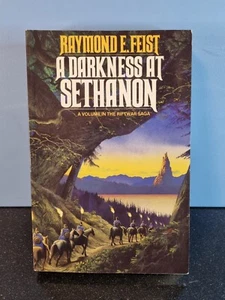 RAYMOND E. FEIST
A DARKNESS AT
SETHANON
A VOLUME IN THE RIFTWAR SAGA